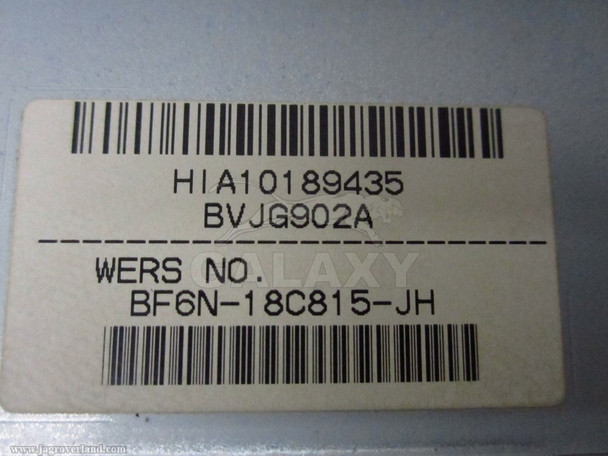 HIA10189435
BVJG902A
WERS NO.
GALAXY
BF6N-18C815-JH
www.jagroverland.com